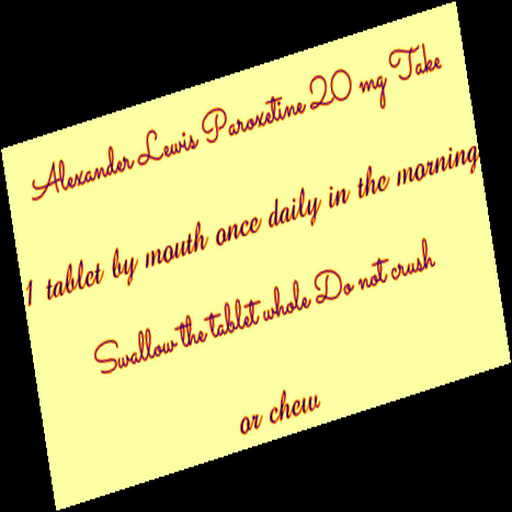 Alexander Lewis Paroxetine 20 mg Take
1 tablet by mouth once daily in the morning
Swallow the tablet whole Do not crush
or chew